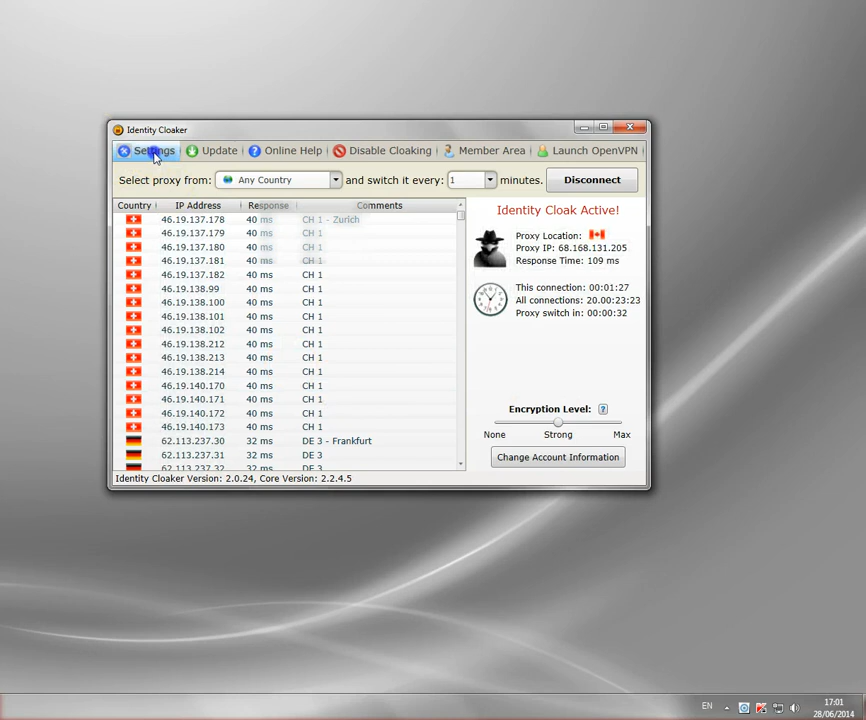 Identity Cloaker
Settings Update Online Help Disable Cloaking Member Area Launch OpenVPN
Select proxy from: Any Country and switch it every: 1 minutes. Disconnect
Country IP Address Response Comments
46.19.137.178 40 ms CH 1 - Zurich
46.19.137.179 40 ms CH 1
46.19.137.180 40 ms CH 1
46.19.137.181 40 ms CH 1
46.19.137.182 40 ms CH 1
46.19.138.99 40 ms CH 1
46.19.138.100 40 ms CH 1
46.19.138.101 40 ms CH 1
46.19.138.102 40 ms CH 1
46.19.138.212 40 ms CH 1
46.19.138.213 40 ms CH 1
46.19.138.214 40 ms CH 1
46.19.140.170 40 ms CH 1
46.19.140.171 40 ms CH 1
46.19.140.172 40 ms CH 1
46.19.140.173 40 ms CH 1
62.113.237.30 32 ms DE 3 - Frankfurt
62.113.237.31 32 ms DE 3
62.113.237.32 32 ms DE 3
Identity Cloak Active!
Proxy Location:
Proxy IP: 68.168.131.205
Response Time: 109 ms
This connection: 00:01:27
All connections: 20.00:23:23
Proxy switch in: 00:00:32
Encryption Level: ?
None Strong Max
Change Account Information
Identity Cloaker Version: 2.0.24, Core Version: 2.2.4.5
EN
17:01
28/06/2014